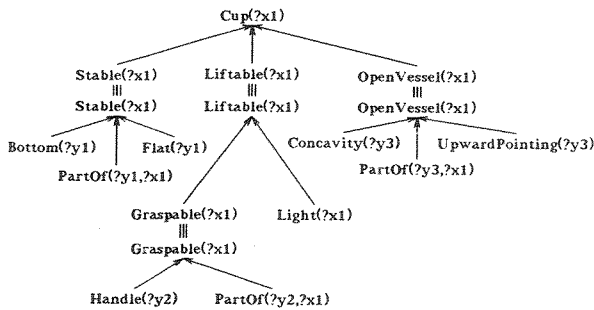 Cup(?x1)
Stable(?x1) Liftable(?x1) OpenVessel(?x1)
Stable(?x1) Liftable(?x1) OpenVessel(?x1)
Bottom(?y1) Flat(?y1) Concavity(?y3) UpwardPointing(?y3)
PartOf(?y1,?x1) PartOf(?y3,?x1)
Graspable(?x1) Light(?x1)
Graspable(?x1)
Handle(?y2) PartOf(?y2,?x1)